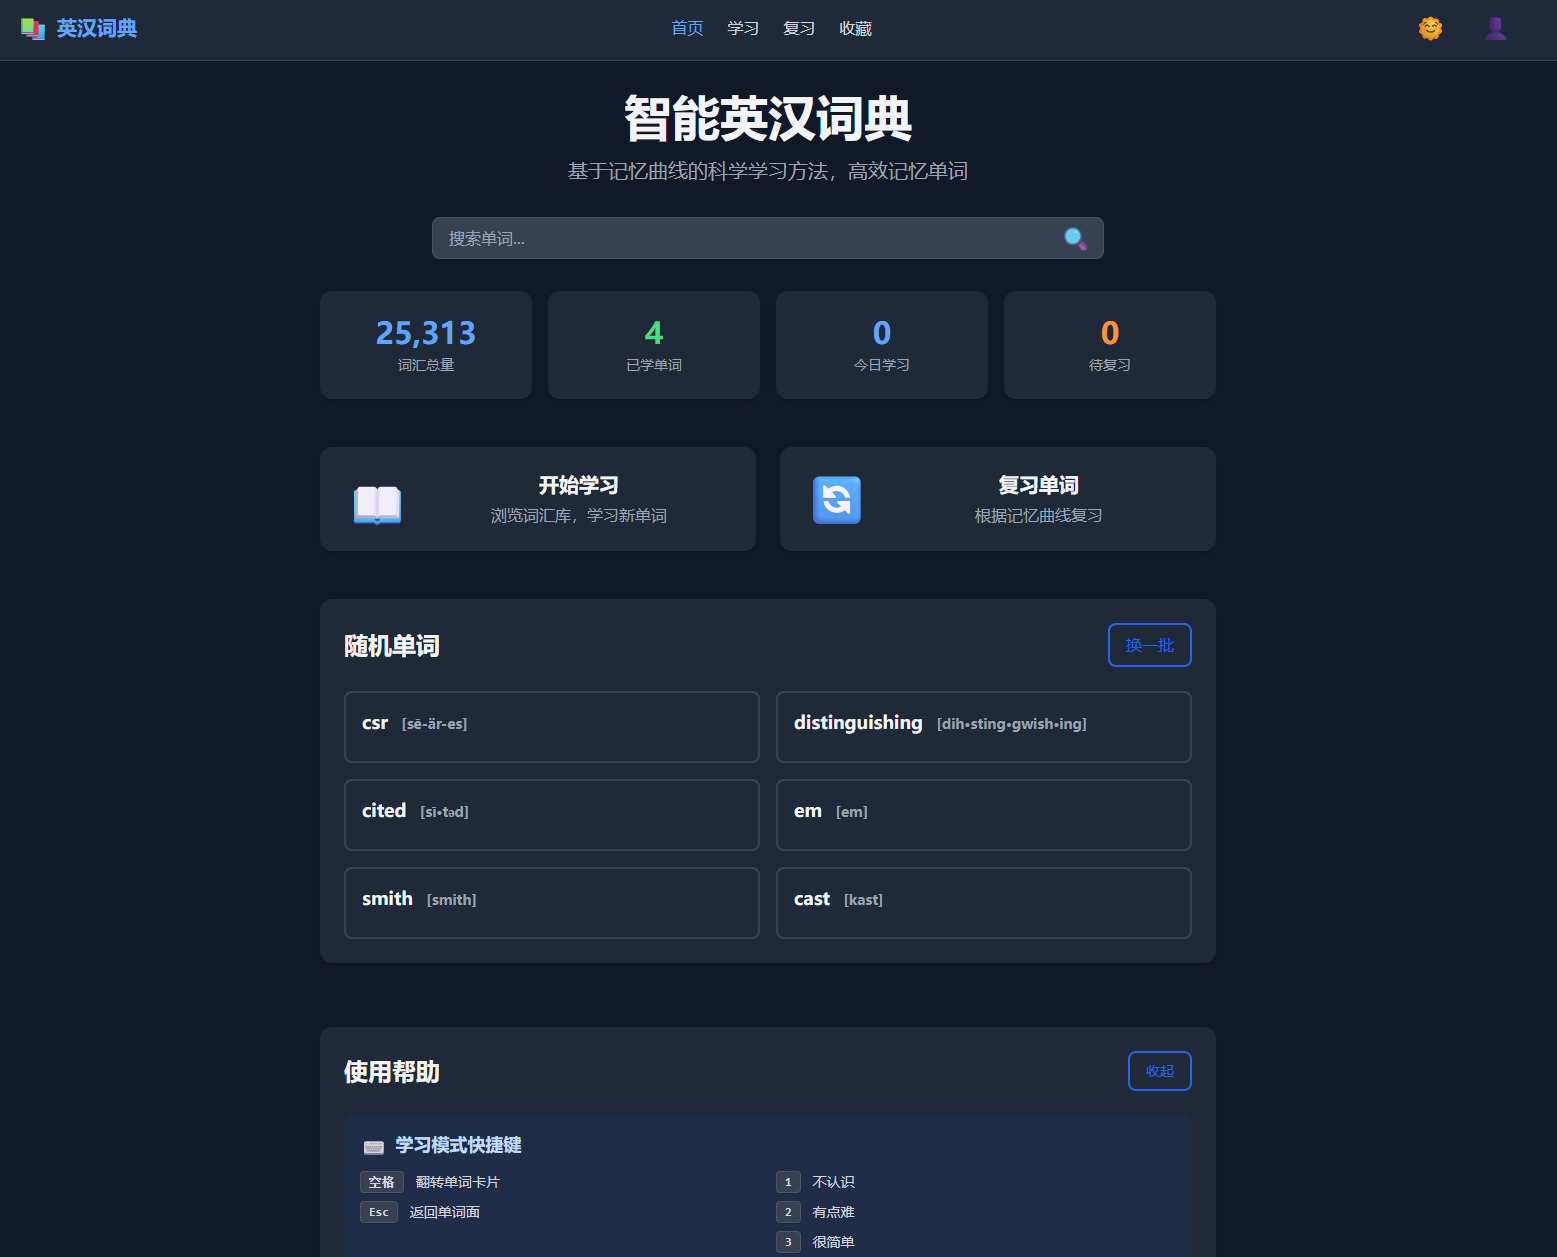 英汉词典
首页 学习 复习 收藏
智能英汉词典
基于记忆曲线的科学学习方法，高效记忆单词
搜索单词...
25,313 4 0 0
词汇总量 已学单词 今日学习 待复习
开始学习
浏览词汇库，学习新单词
复习单词
根据记忆曲线复习
随机单词 换一批
csr [sē-är-es]
distinguishing [dih•sting•gwish•ing]
cited [sī•təd]
em [em]
smith [smith]
cast [kast]
使用帮助 收起
学习模式快捷键
空格 翻转单词卡片
Esc 返回单词面
1 不认识
2 有点难
3 很简单